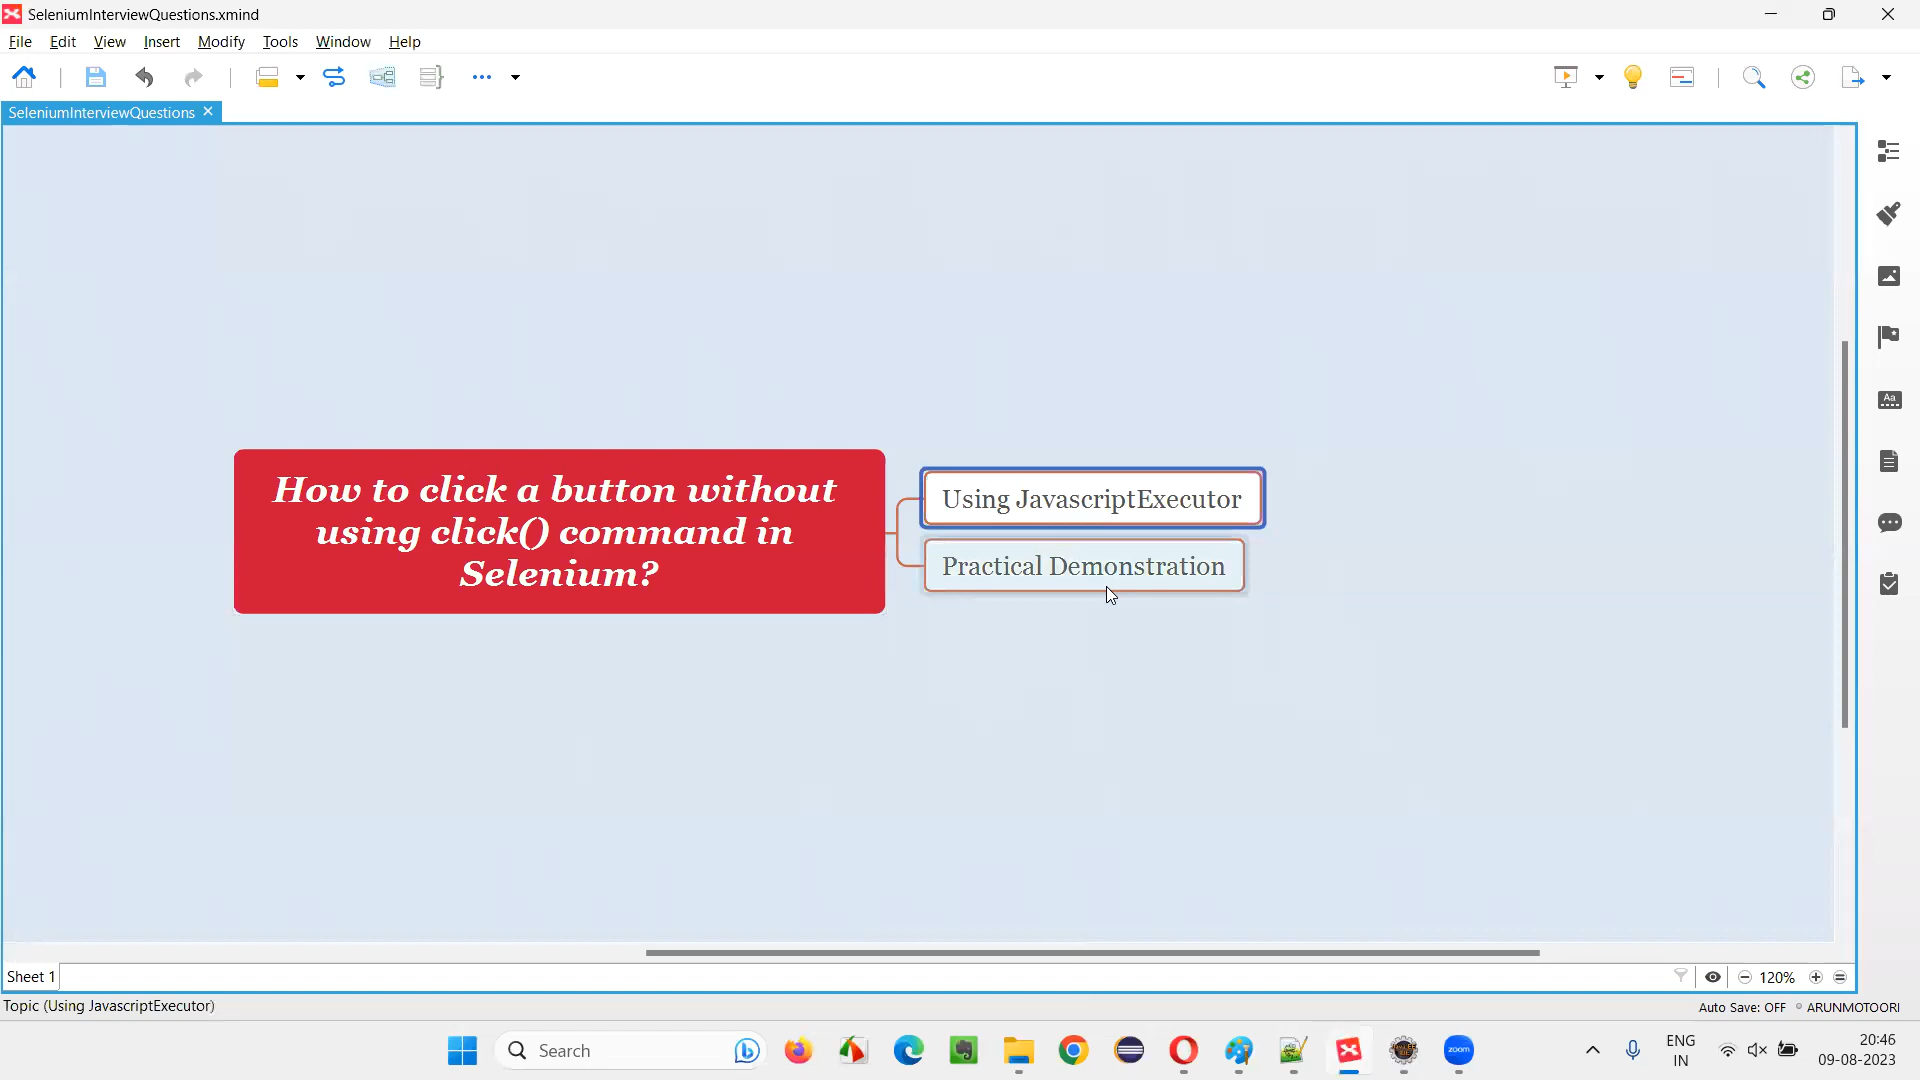 SeleniumInterviewQuestions.xmind
File Edit View Insert Modify Tools Window Help
SeleniumInterviewQuestions
How to click a button without
using click() command in
Selenium?
Using JavascriptExecutor
Practical Demonstration
Aa
Sheet 1
120%
Topic (Using JavascriptExecutor)
Auto Save: OFF
ARUNMOTOORI
Search
zoom
ENG
IN
20:46
09-08-2023